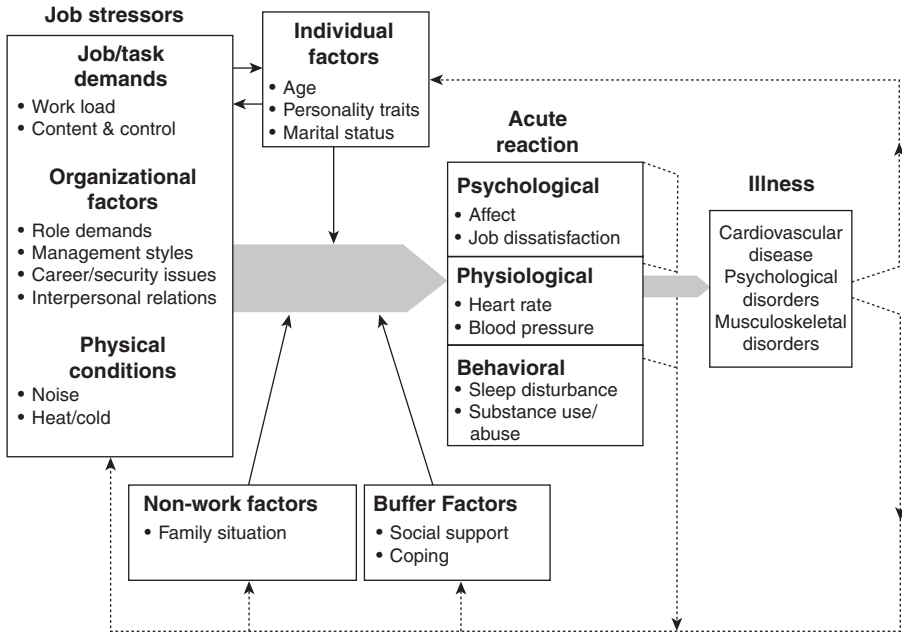 Job stressors
Job/task
demands
• Work load
• Content & control
Organizational
factors
• Role demands
• Management styles
• Career/security issues
• Interpersonal relations
Physical
conditions
• Noise
• Heat/cold
Individual
factors
• Age
• Personality traits
• Marital status
Acute
reaction
Psychological
• Affect
• Job dissatisfaction
Physiological
• Heart rate
• Blood pressure
Behavioral
• Sleep disturbance
• Substance use/
abuse
Illness
Cardiovascular
disease
Psychological
disorders
Musculoskeletal
disorders
Non-work factors
• Family situation
Buffer Factors
• Social support
• Coping